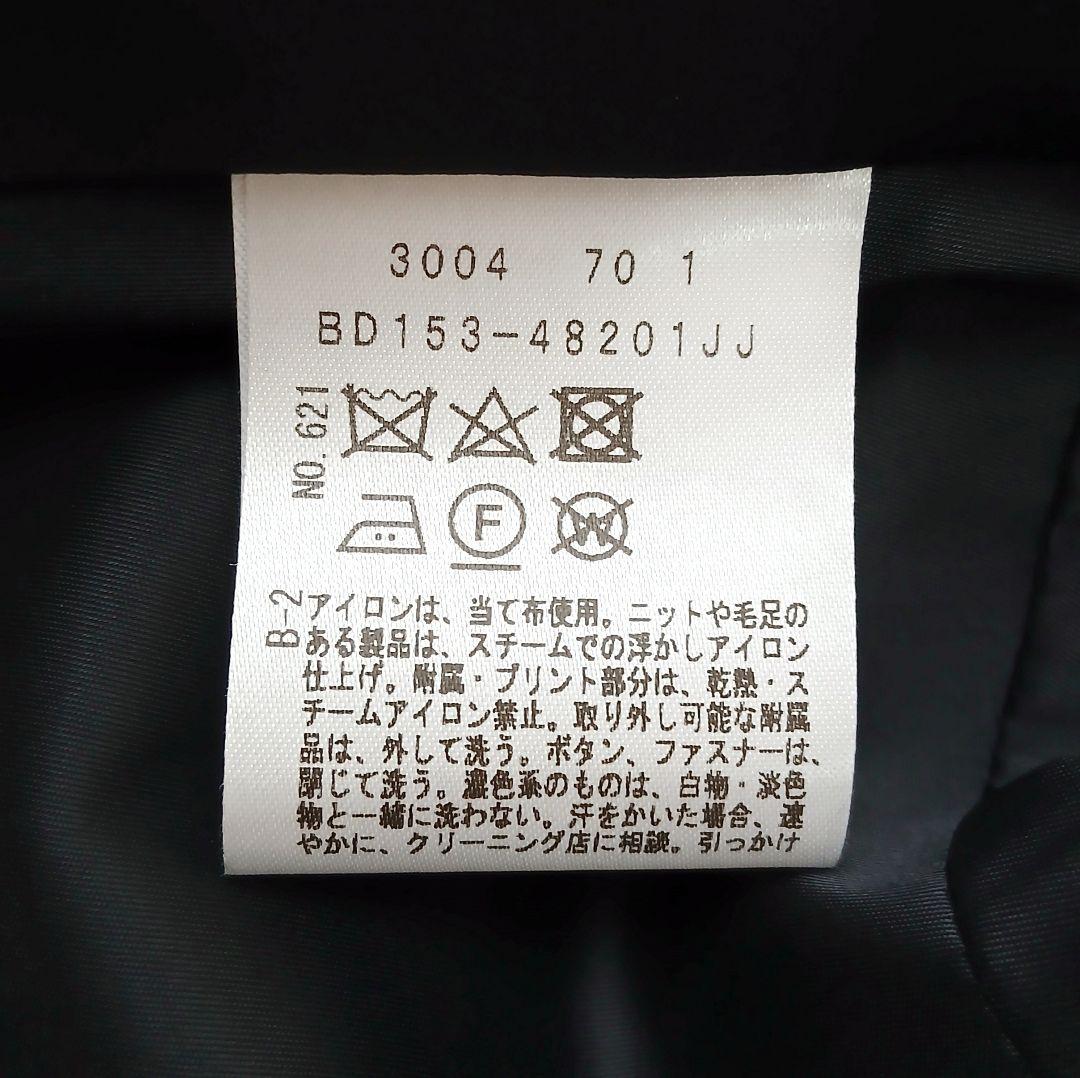 3004 70 1
BD153-48201JJ
NO.621
F
W
B-2
アイロンは、当て布使用。ニットや毛足の
ある製品は、スチームでの浮かしアイロン
仕上げ。附属・プリント部分は、乾熱・ス
チームアイロン禁止。取り外し可能な附属
品は、外して洗う。ボタン、ファスナーは、
閉じて洗う。濃色系のものは、白物・淡色
物と一緒に洗わない。汗をかいた場合、速
やかに、クリーニング店に相談。引っかけ